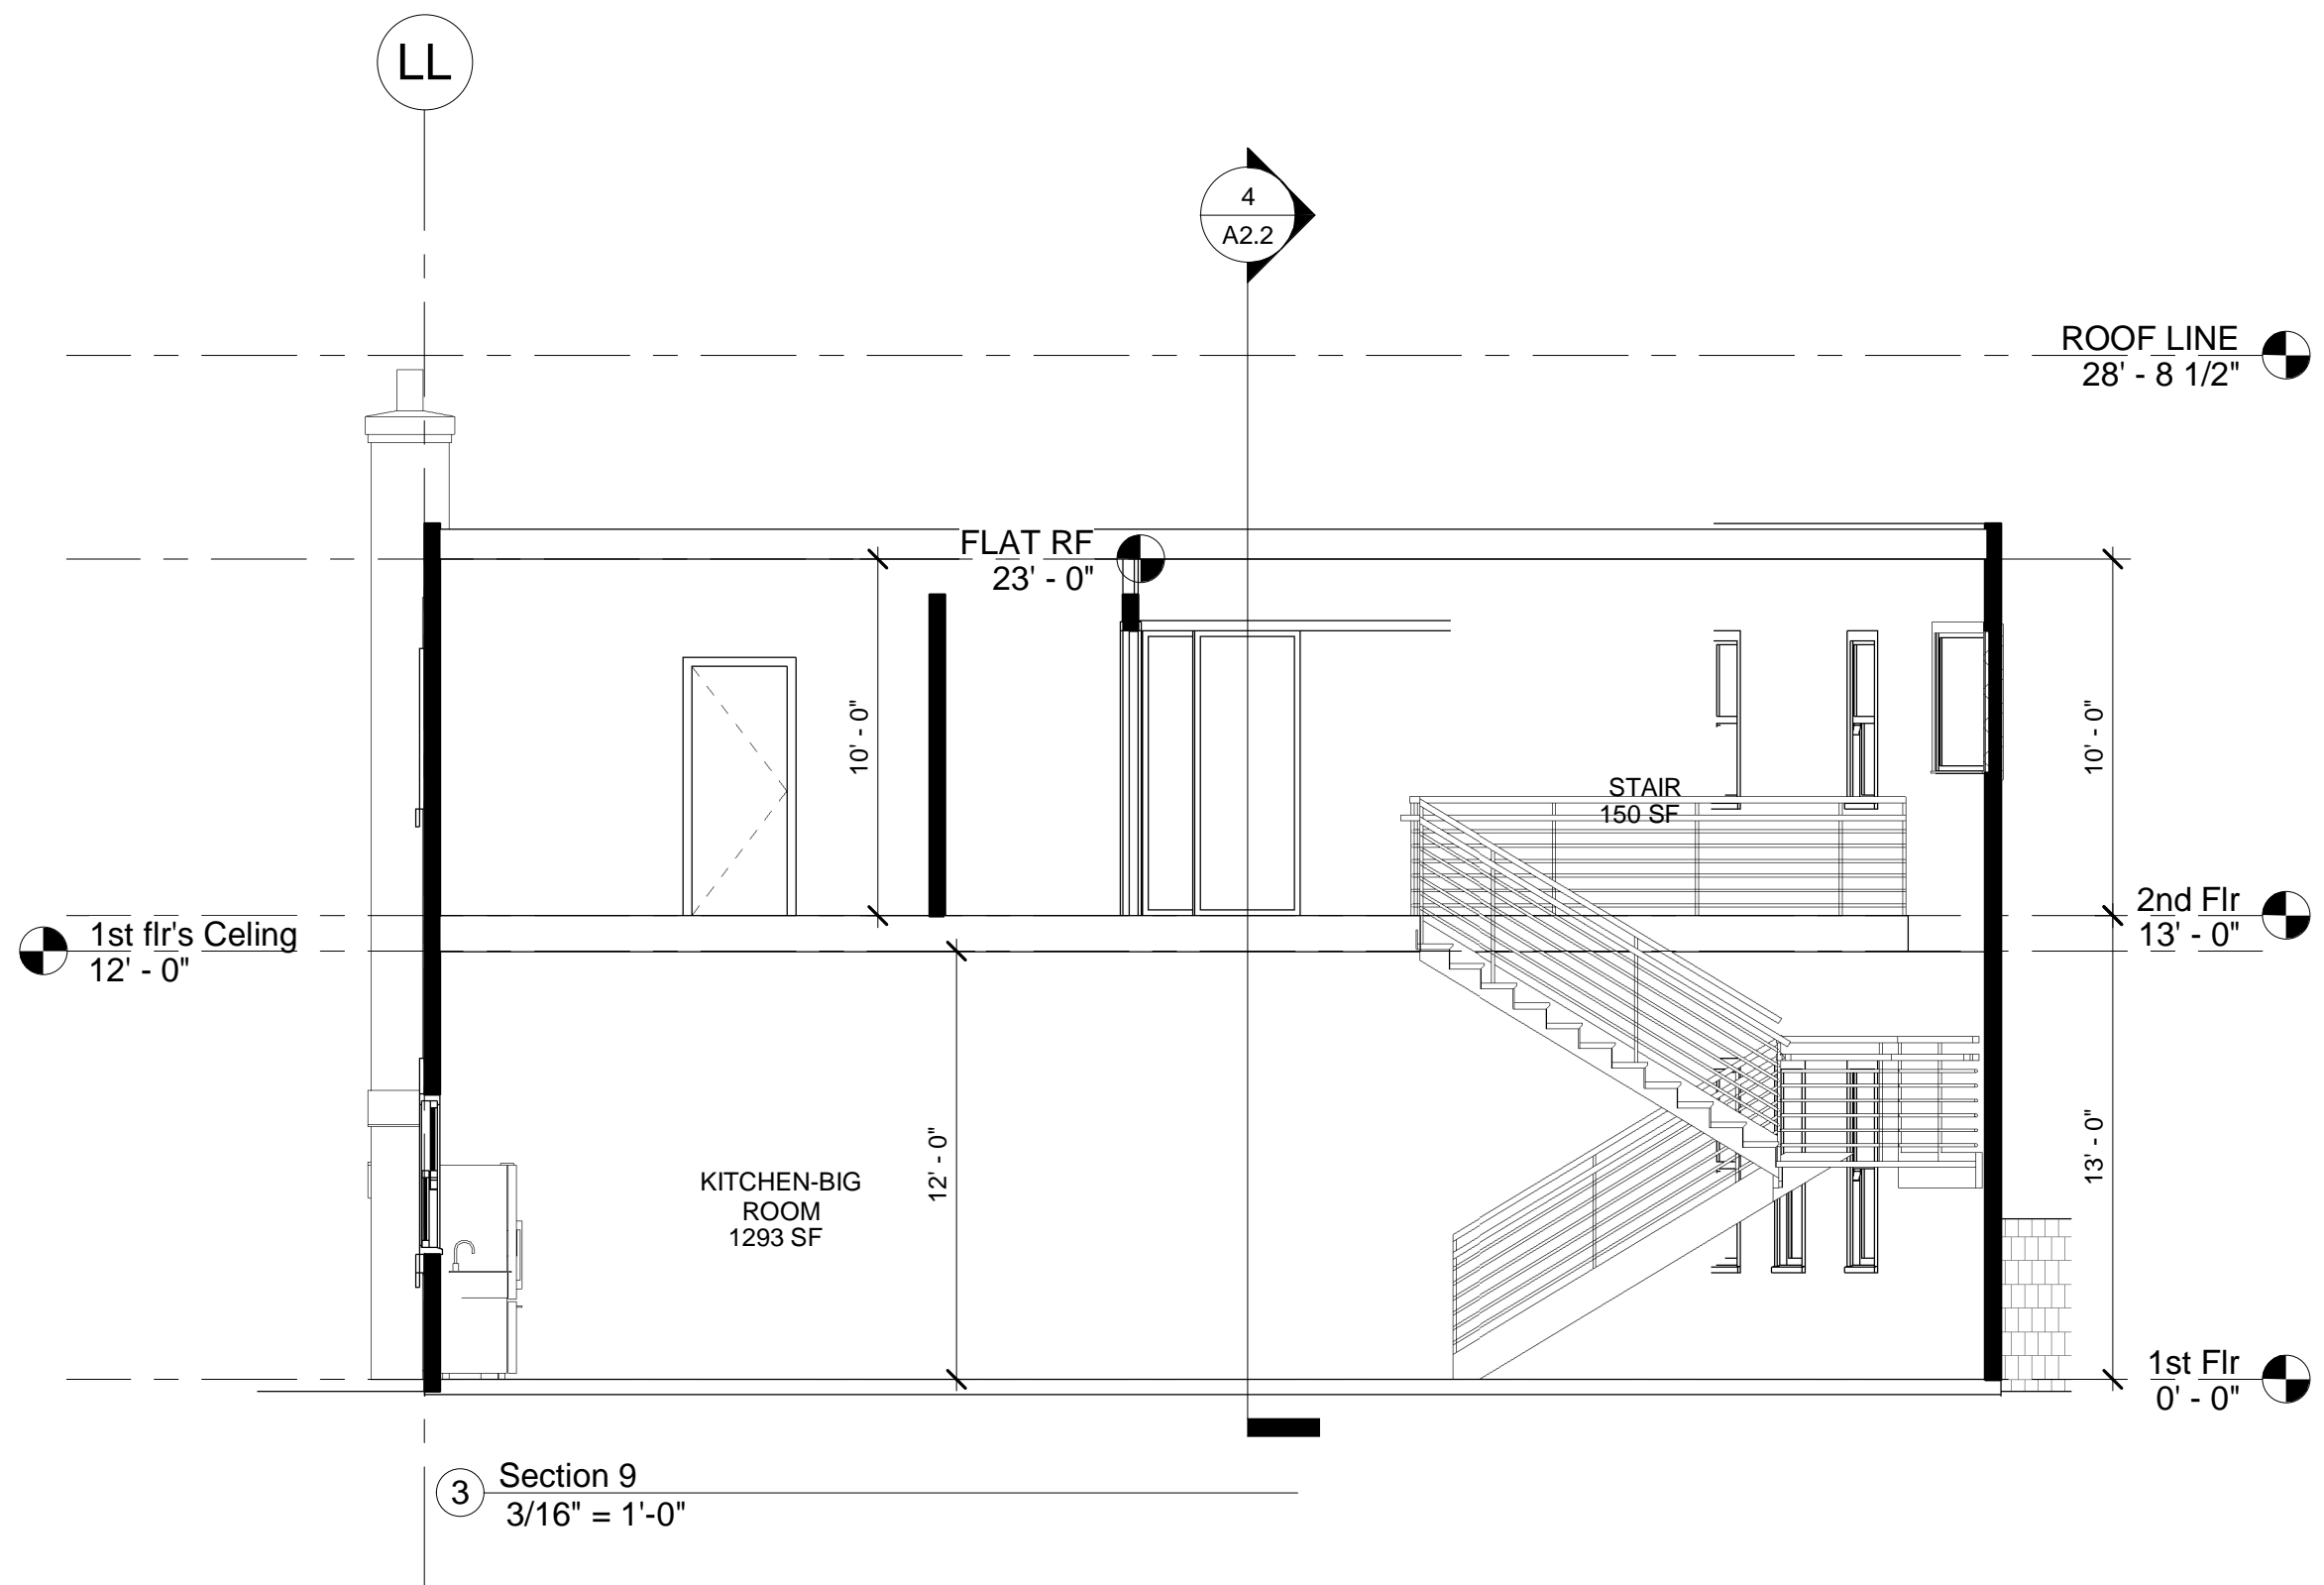 LL
4
A2.2
ROOF LINE
28' - 8 1/2"
FLAT RF
23' - 0"
10' - 0"
10' - 0"
STAIR
150 SF
1st flr's Celing
12' - 0"
2nd Flr
13' - 0"
KITCHEN-BIG
ROOM
1293 SF
12' - 0"
13' - 0"
1st Flr
0' - 0"
3
Section 9
3/16" = 1'-0"